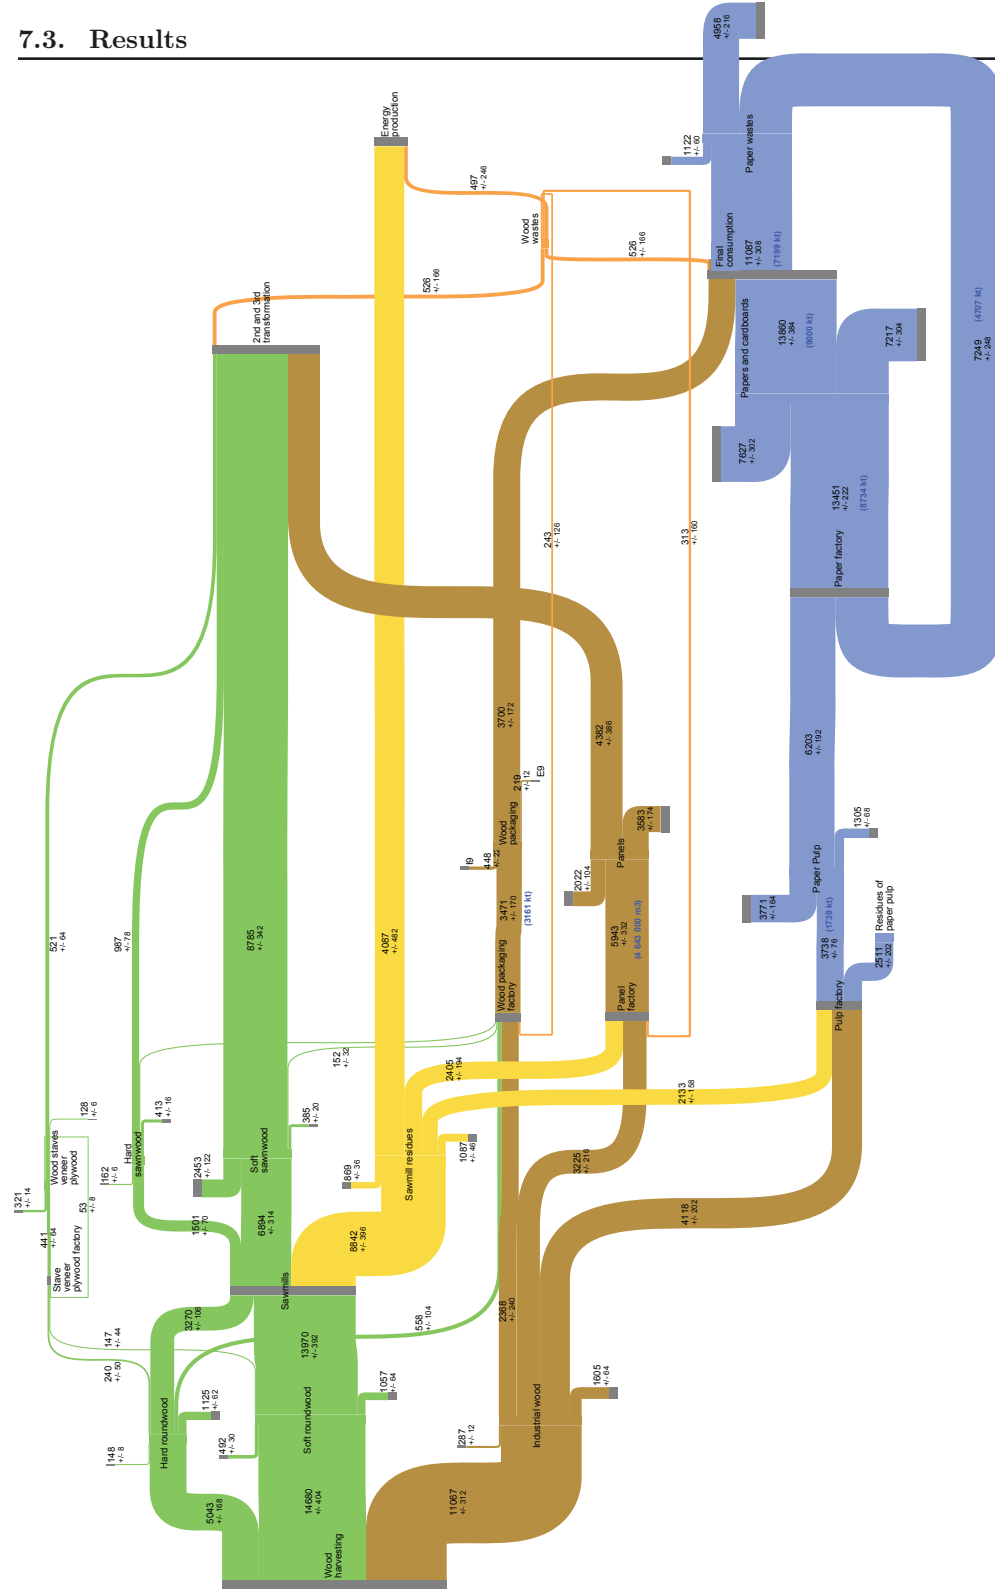 7.3. Results
4958
+/- 216
1122
+/- 60
Paper wastes
Energy
production
497
+/- 246
Wood
wastes
526
+/- 166
526
+/- 166
Final
consumption
11087
+/- 308
(7199 kt)
2nd and 3rd
transformation
Papers and cardboards
13860
+/- 384
(9000 kt)
7217
+/- 304
7249
+/- 248
(4707 kt)
7627
+/- 302
13451
+/- 222
(8734 kt)
Paper factory
243
+/- 126
313
+/- 160
3700
+/- 172
4382
+/- 386
6203
+/- 192
219
+/- 12
E9
Wood
packaging
I9
448
3583
+/- 174
Panels
2022
+/- 104
1305
+/- 68
Paper Pulp
3771
+/- 164
(1739 kt)
3738
+/- 76
Residues of
paper pulp
2511
+/- 202
Pulp factory
521
+/- 64
987
+/- 78
8785
+/- 342
4087
+/- 482
3471
+/- 170
(3161 kt)
5943
+/- 332
(4 643 000 m3)
Wood packaging
factory
Panel
factory
152
+/- 32
2405
+/- 194
2133
+/- 158
128
+/- 6
413
+/- 16
385
+/- 20
Wood staves
veneer
plywood
Hard
sawnwood
Soft
sawnwood
Sawmill residues
1087
+/- 46
321
+/- 14
162
+/- 6
2453
+/- 122
869
+/- 36
3225
+/- 216
53
+/- 8
441
+/- 64
1501
+/- 70
6894
+/- 314
8842
+/- 396
4118
+/- 202
Stave
veneer
plywood factory
Sawmills
3270
+/- 106
558
+/- 104
2368
+/- 240
147
+/- 44
240
+/- 50
13970
+/- 392
1125
+/- 62
1057
+/- 64
1605
+/- 64
Hard roundwood
Soft roundwood
Industrial wood
148
+/- 8
492
+/- 30
287
+/- 12
5043
+/- 168
14680
+/- 404
11067
+/- 312
Wood
harvesting